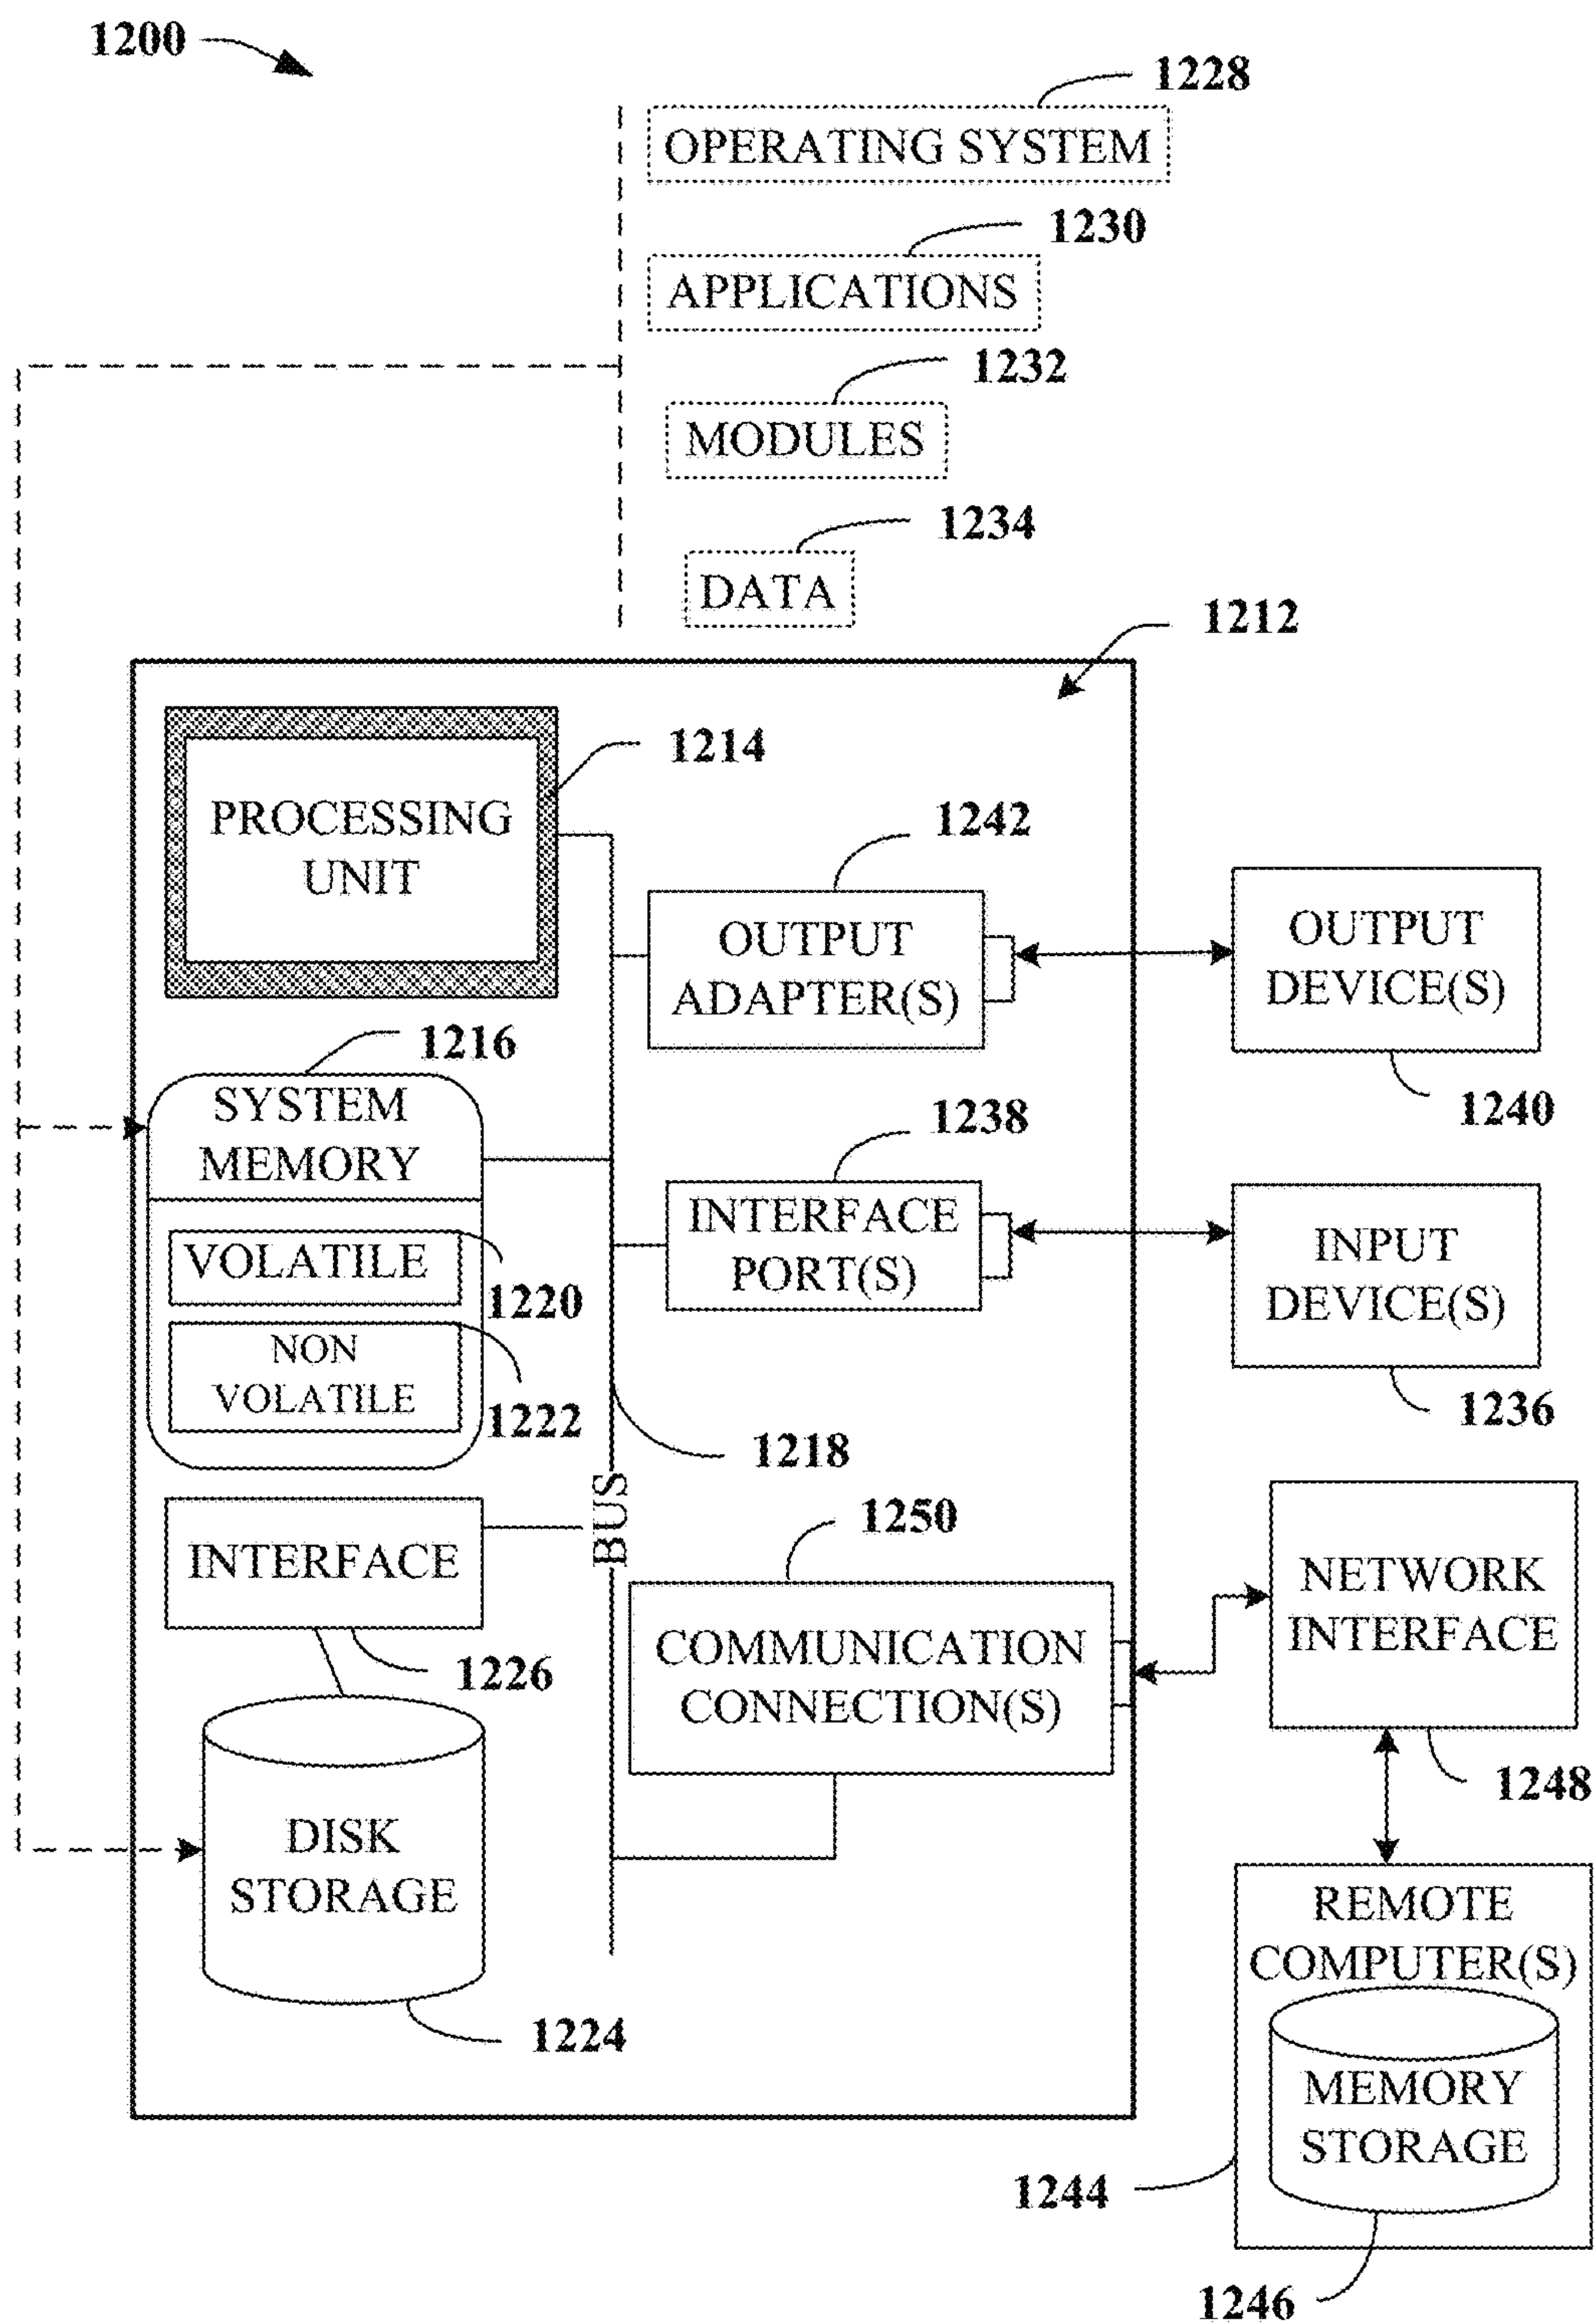 1200
1228
OPERATING SYSTEM
1230
APPLICATIONS
1232
MODULES
1234
DATA
1212
1214
PROCESSING
UNIT
1242
OUTPUT
ADAPTER(S)
OUTPUT
DEVICE(S)
1240
1216
SYSTEM
MEMORY
VOLATILE
1220
NON
VOLATILE
1222
1238
INTERFACE
PORT(S)
INPUT
DEVICE(S)
1236
1218
BUS
INTERFACE
1226
1250
COMMUNICATION
CONNECTION(S)
NETWORK
INTERFACE
1248
DISK
STORAGE
1224
REMOTE
COMPUTER(S)
MEMORY
STORAGE
1244
1246